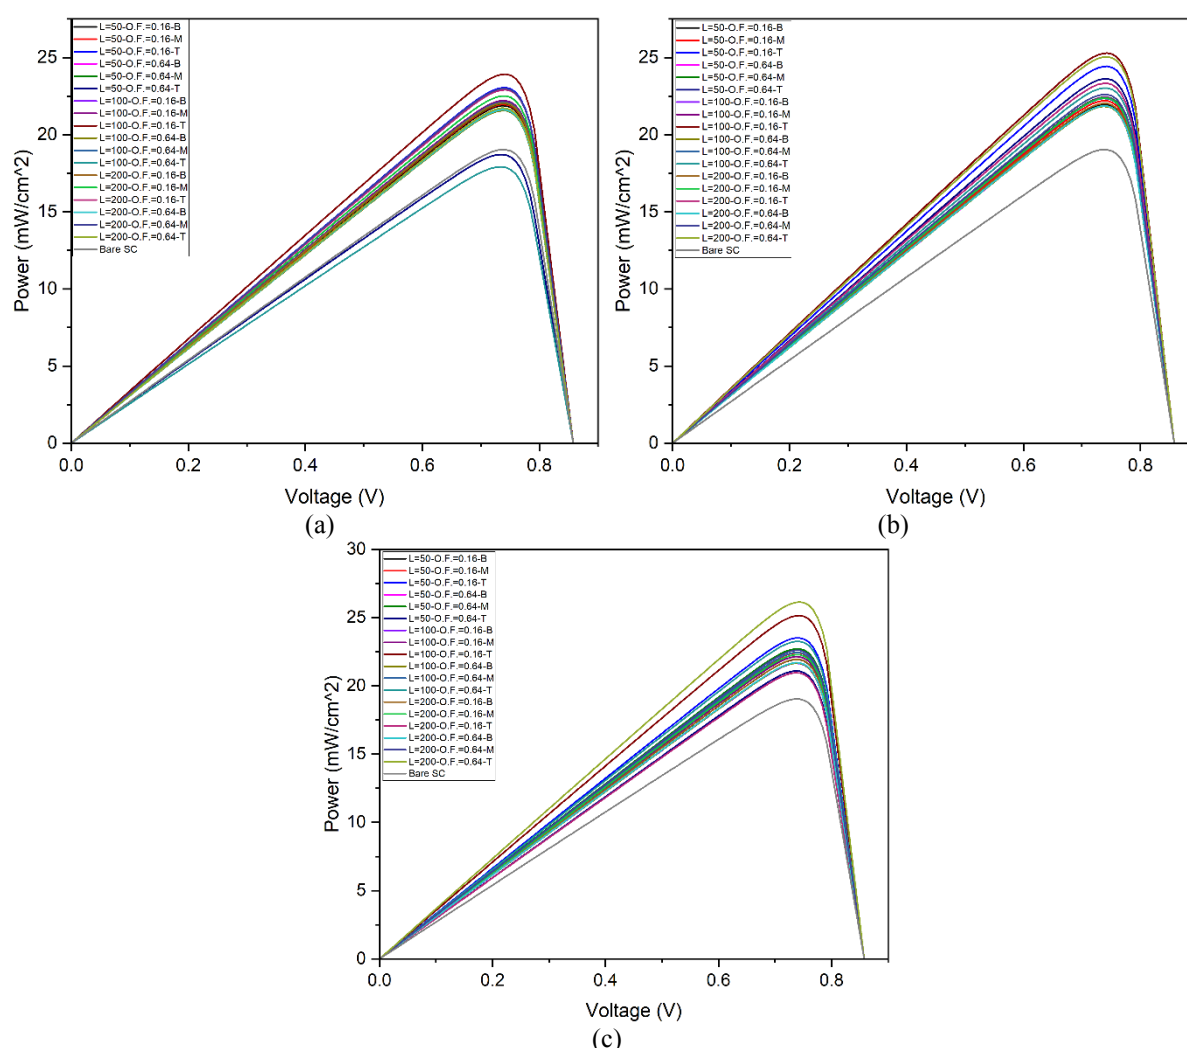 L=50-O.F.=0.16-B
L=50-O.F.=0.16-M
L=50-O.F.=0.16-T
L=50-O.F.=0.64-B
L=50-O.F.=0.64-M
L=50-O.F.=0.64-T
L=100-O.F.=0.16-B
L=100-O.F.=0.16-M
L=100-O.F.=0.16-T
L=100-O.F.=0.64-B
L=100-O.F.=0.64-M
L=100-O.F.=0.64-T
L=200-O.F.=0.16-B
L=200-O.F.=0.16-M
L=200-O.F.=0.16-T
L=200-O.F.=0.64-B
L=200-O.F.=0.64-M
L=200-O.F.=0.64-T
Bare SC
25
20
15
10
5
0
Power (mW/cm^2)
0.0 0.2 0.4 0.6 0.8
Voltage (V)
(a)
L=50-O.F.=0.16-B
L=50-O.F.=0.16-M
L=50-O.F.=0.16-T
L=50-O.F.=0.64-B
L=50-O.F.=0.64-M
L=50-O.F.=0.64-T
L=100-O.F.=0.16-B
L=100-O.F.=0.16-M
L=100-O.F.=0.16-T
L=100-O.F.=0.64-B
L=100-O.F.=0.64-M
L=100-O.F.=0.64-T
L=200-O.F.=0.16-B
L=200-O.F.=0.16-M
L=200-O.F.=0.16-T
L=200-O.F.=0.64-B
L=200-O.F.=0.64-M
L=200-O.F.=0.64-T
Bare SC
25
20
15
10
5
0
Power (mW/cm^2)
0.0 0.2 0.4 0.6 0.8
Voltage (V)
(b)
L=50-O.F.=0.16-B
L=50-O.F.=0.16-M
L=50-O.F.=0.16-T
L=50-O.F.=0.64-B
L=50-O.F.=0.64-M
L=50-O.F.=0.64-T
L=100-O.F.=0.16-B
L=100-O.F.=0.16-M
L=100-O.F.=0.16-T
L=100-O.F.=0.64-B
L=100-O.F.=0.64-M
L=100-O.F.=0.64-T
L=200-O.F.=0.16-B
L=200-O.F.=0.16-M
L=200-O.F.=0.16-T
L=200-O.F.=0.64-B
L=200-O.F.=0.64-M
L=200-O.F.=0.64-T
Bare SC
30
25
20
15
10
5
0
Power (mW/cm^2)
0.0 0.2 0.4 0.6 0.8
Voltage (V)
(c)